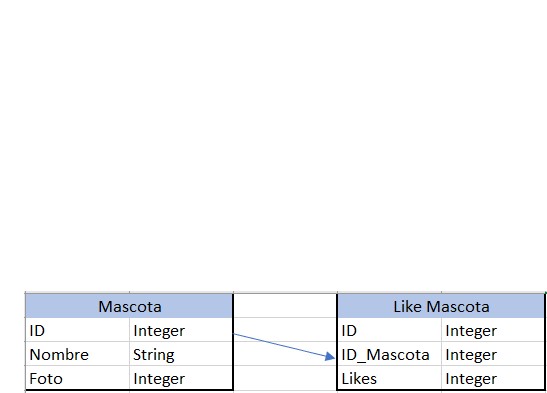 Mascota Like Mascota
ID Integer ID Integer
Nombre String ID_Mascota Integer
Foto Integer Likes Integer